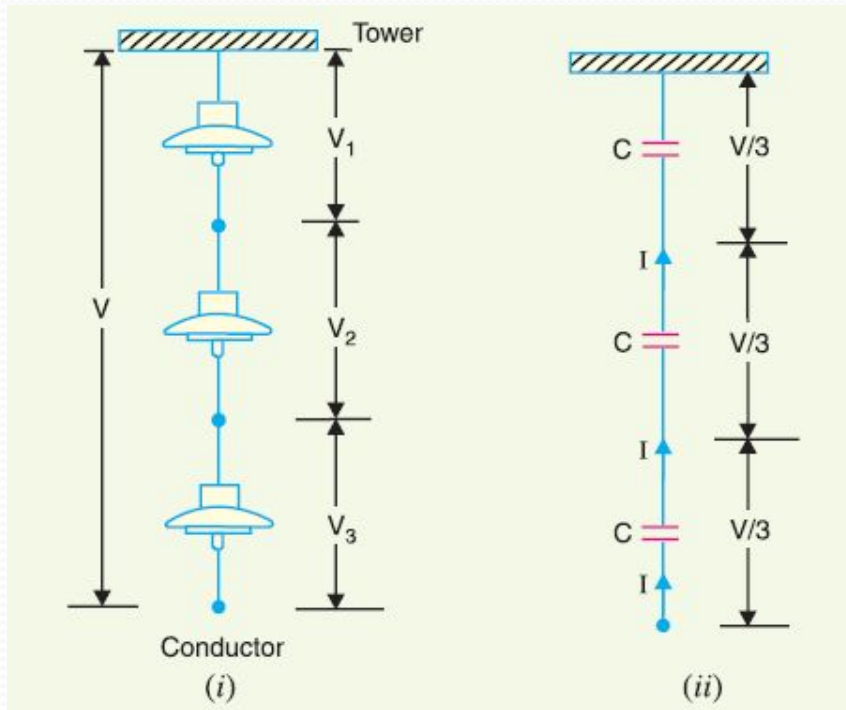 Tower
V₁
C
V/3
I
V
V₂
C
V/3
I
V₃
C
V/3
I
Conductor
(i)
(ii)